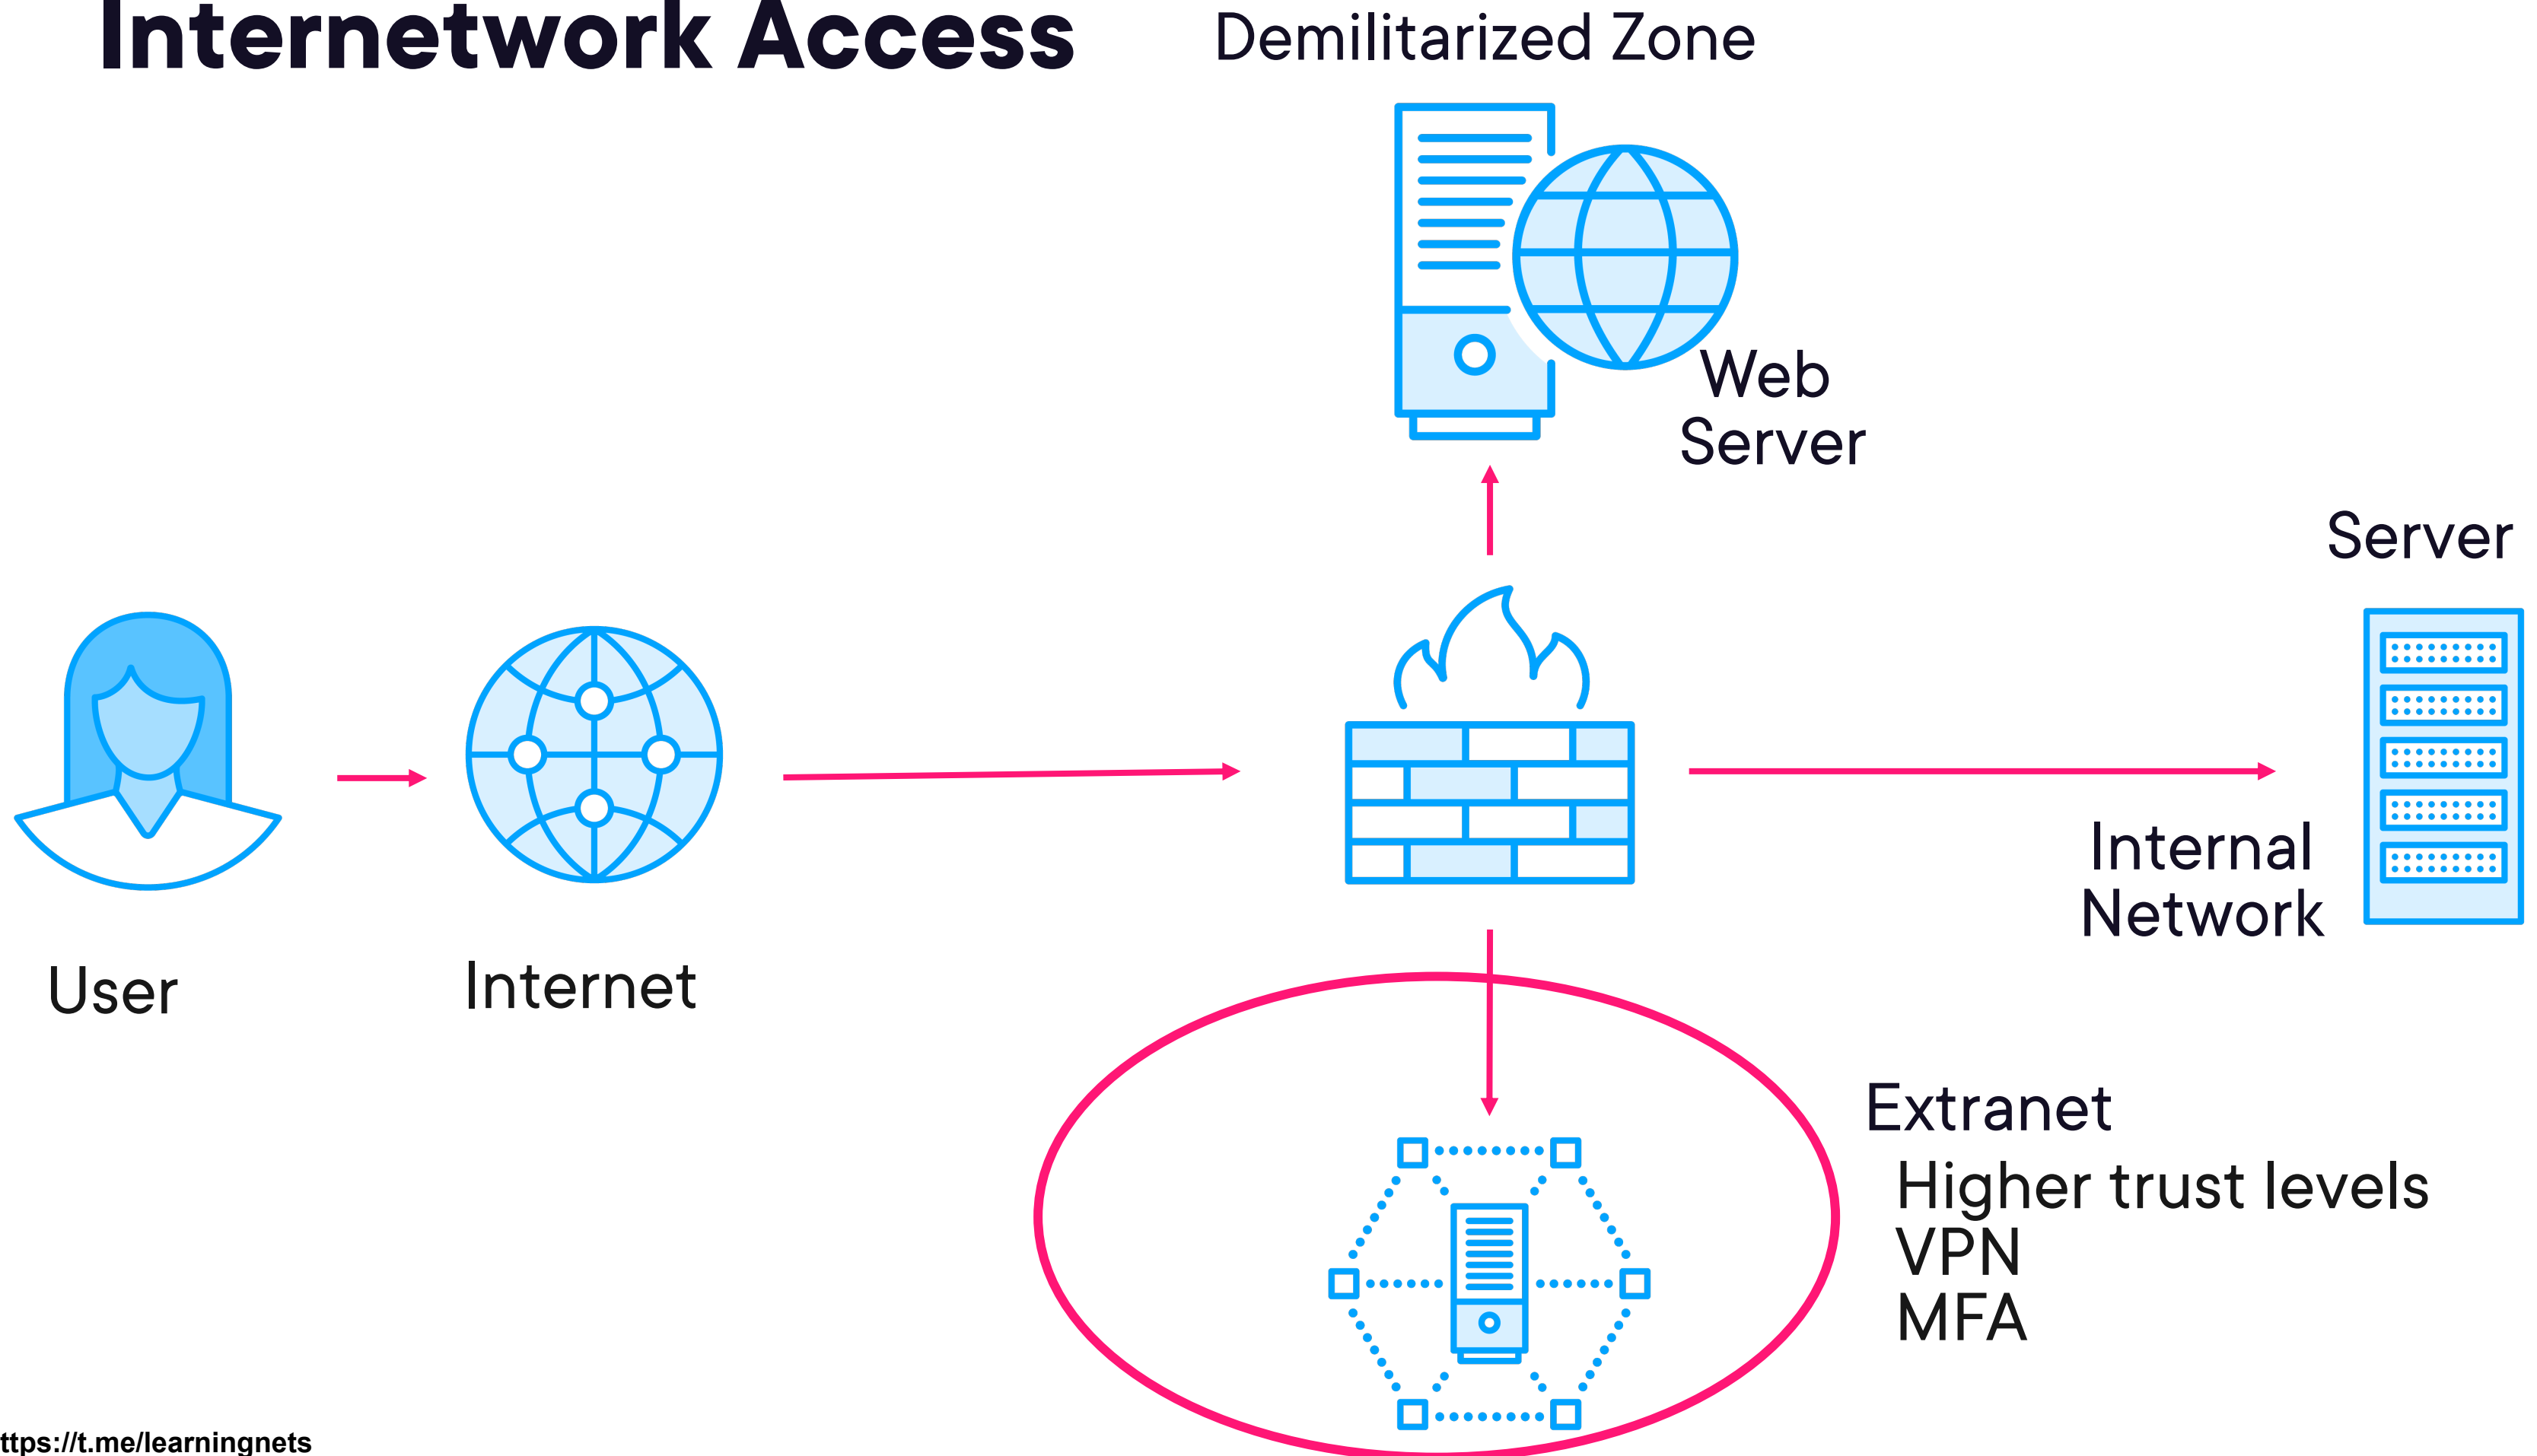 Internetwork Access
Demilitarized Zone
Web
Server
Server
Internal
Network
User
Internet
Extranet
Higher trust levels
VPN
MFA
ttps://t.me/learningnets